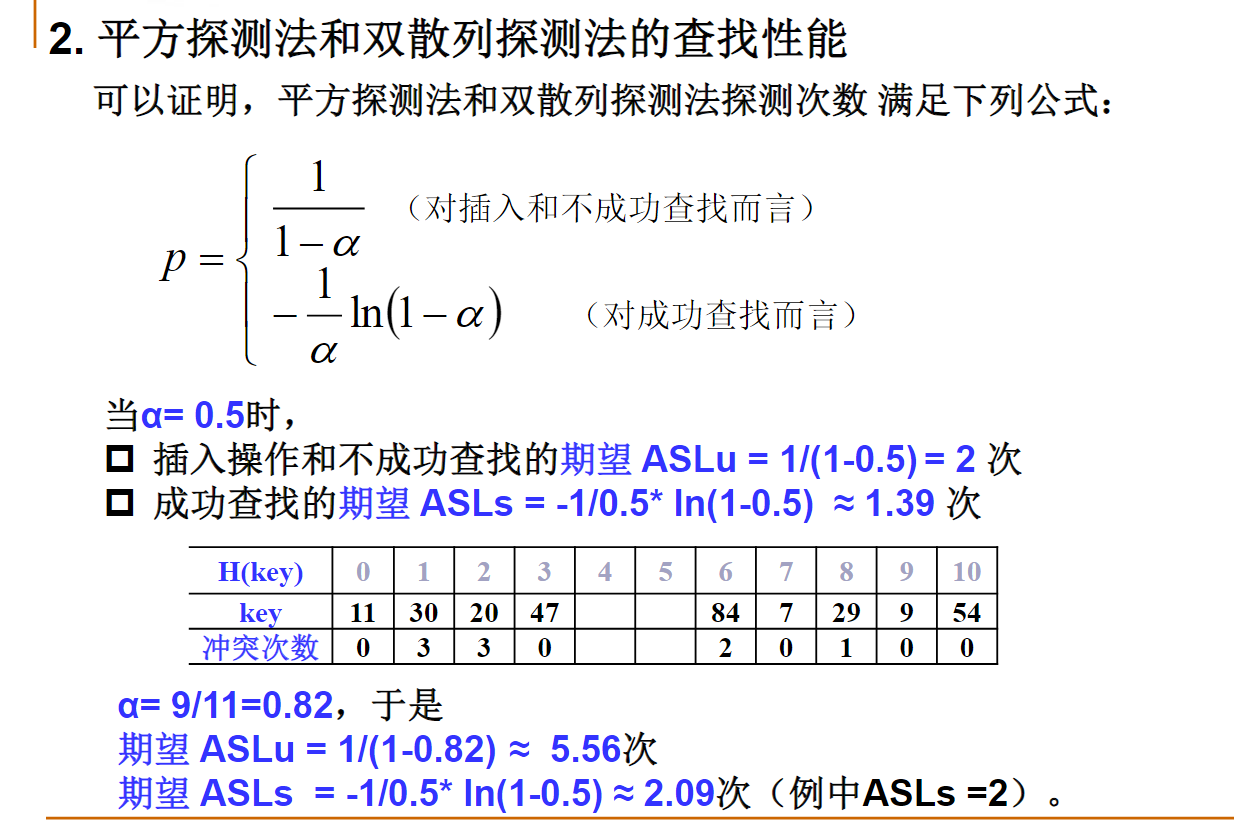 2. 平方探测法和双散列探测法的查找性能
可以证明，平方探测法和双散列探测法探测次数 满足下列公式：
p = { 1/(1−α) （对插入和不成功查找而言）
−(1/α) ln(1−α) （对成功查找而言）
当α= 0.5时，
插入操作和不成功查找的期望 ASLu = 1/(1-0.5) = 2 次
成功查找的期望 ASLs = -1/0.5* ln(1-0.5) ≈ 1.39 次
H(key) 0 1 2 3 4 5 6 7 8 9 10
key 11 30 20 47 84 7 29 9 54
冲突次数 0 3 3 0 2 0 1 0 0
α= 9/11=0.82，于是
期望 ASLu = 1/(1-0.82) ≈ 5.56次
期望 ASLs = -1/0.5* ln(1-0.5) ≈ 2.09次（例中ASLs =2）。